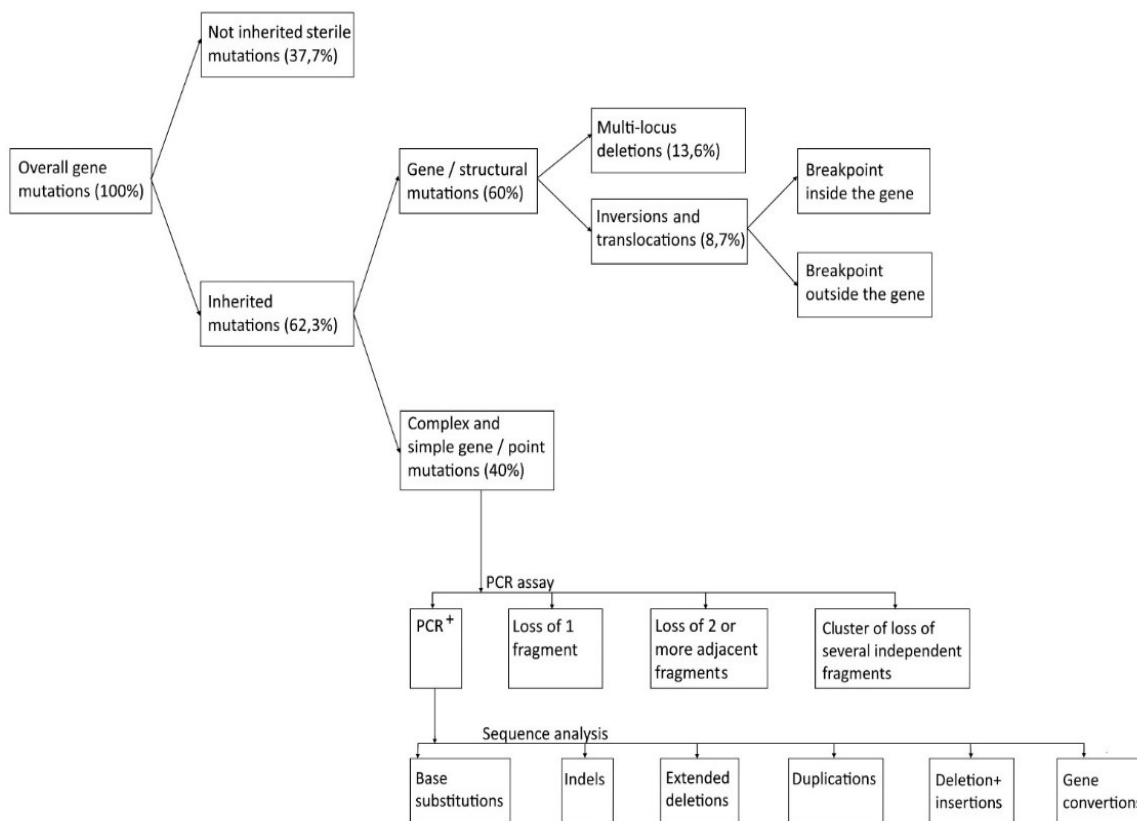 Not inherited sterile
mutations (37,7%)
Overall gene
mutations (100%)
Inherited
mutations (62,3%)
Gene / structural
mutations (60%)
Multi-locus
deletions (13,6%)
Inversions and
translocations (8,7%)
Breakpoint
inside the gene
Breakpoint
outside the gene
Complex and
simple gene / point
mutations (40%)
PCR assay
PCR +
Loss of 1
fragment
Loss of 2 or
more adjacent
fragments
Cluster of loss of
several independent
fragments
Sequence analysis
Base
substitutions
Indels
Extended
deletions
Duplications
Deletion+
insertions
Gene
convertions